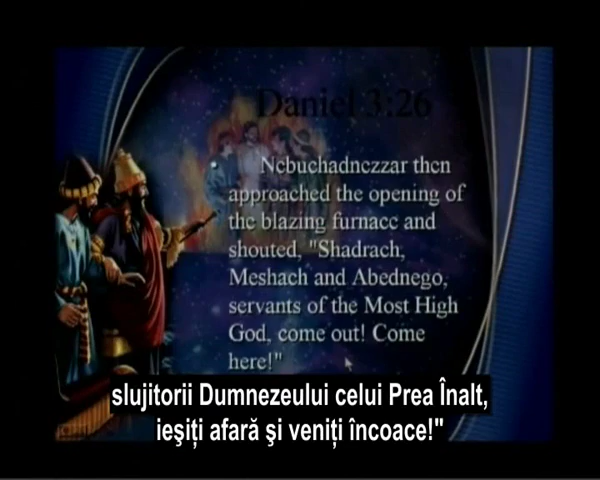 Daniel 3:26
Nebuchadnezzar then
approached the opening of
the blazing furnace and
shouted, "Shadrach,
Meshach and Abednego,
servants of the Most High
God, come out! Come
here!"
slujitorii Dumnezeului celui Prea Înalt,
ieşiţi afară şi veniţi încoace!"